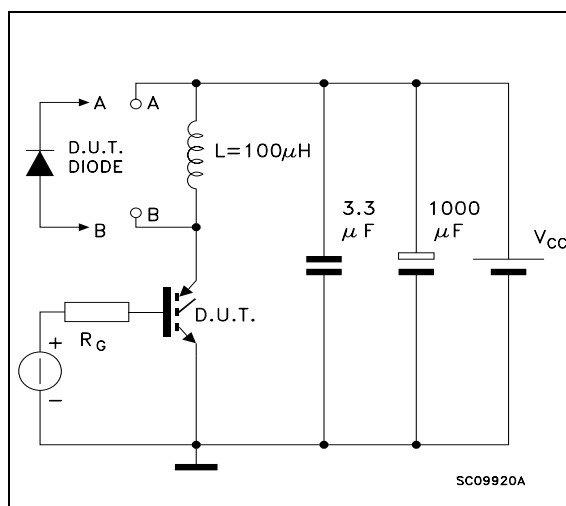 A
A
D.U.T.
DIODE
L=100μH
B
B
3.3
μF
1000
μF
VCC
D.U.T.
RG
+
-
SC09920A